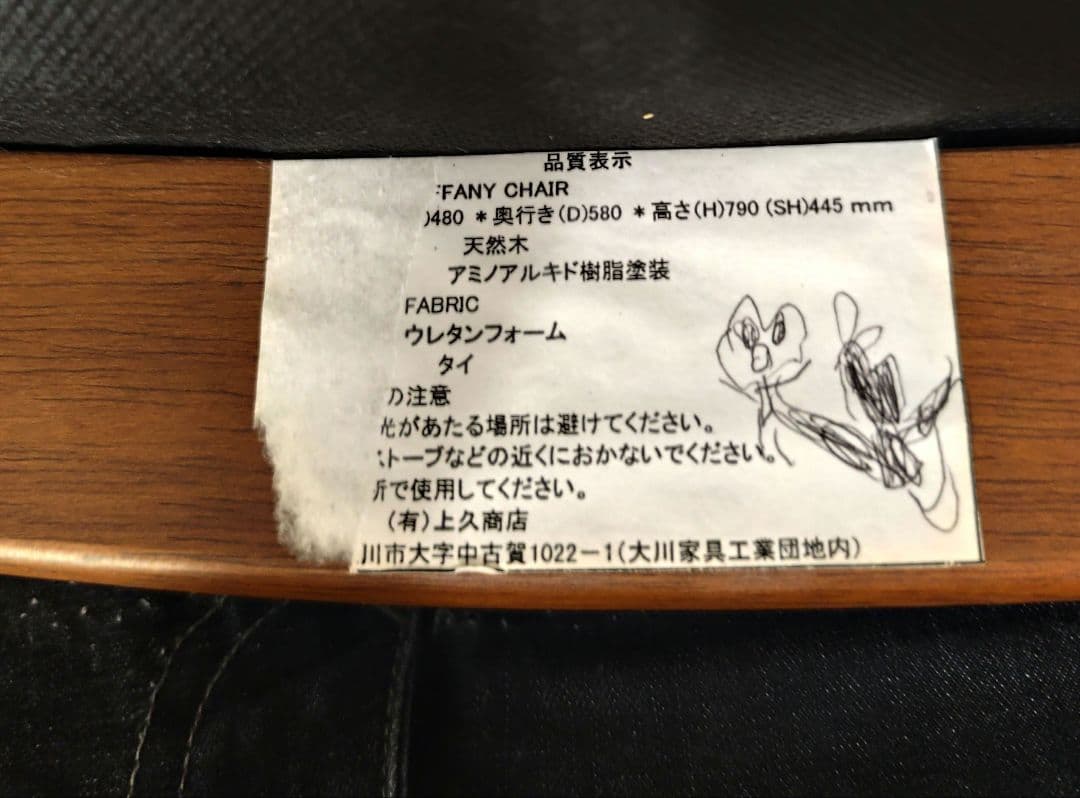 品質表示
FANY CHAIR
)480 *奥行き(D)580 *高さ(H)790 (SH)445 mm
天然木
アミノアルキド樹脂塗装
FABRIC
ウレタンフォーム
タイ
の注意
光があたる場所は避けてください。
ストーブなどの近くにおかないでください。
所で使用してください。
(有)上久商店
川市大字中古賀1022-1(大川家具工業団地内)